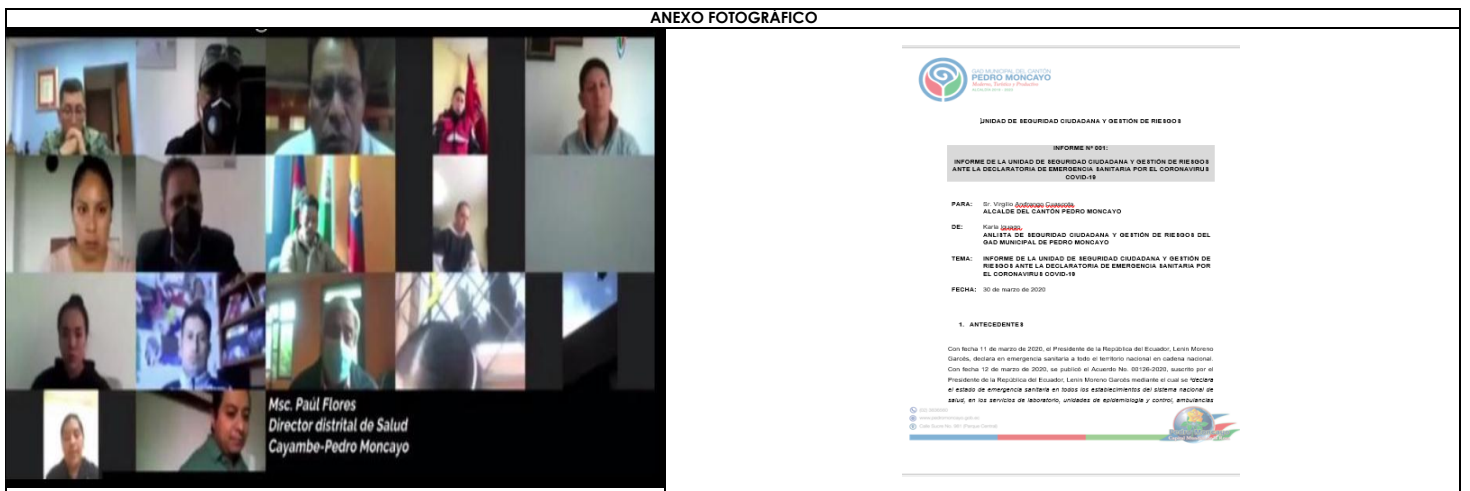 ANEXO FOTOGRÁFICO
Msc. Paúl Flores
Director distrital de Salud
Cayambe-Pedro Moncayo
GAD MUNICIPAL DEL CANTÓN
PEDRO MONCAYO
UNIDAD DE SEGURIDAD CIUDADANA Y GESTIÓN DE RIESGOS
INFORME Nº 001:
INFORME DE LA UNIDAD DE SEGURIDAD CIUDADANA Y GESTIÓN DE RIESGOS
ANTE LA DECLARATORIA DE EMERGENCIA SANITARIA POR EL CORONAVIRUS
COVID-19
PARA: Sr. Virgilio Andrango Cuascota
ALCALDE DEL CANTÓN PEDRO MONCAYO
DE: Karla
ANLISTA DE SEGURIDAD CIUDADANA Y GESTIÓN DE RIESGOS DEL
GAD MUNICIPAL DE PEDRO MONCAYO
TEMA: INFORME DE LA UNIDAD DE SEGURIDAD CIUDADANA Y GESTIÓN DE
RIESGOS ANTE LA DECLARATORIA DE EMERGENCIA SANITARIA POR
EL CORONAVIRUS COVID-19
FECHA: 30 de marzo de 2020
1. ANTECEDENTES
Con fecha 11 de marzo de 2020, el Presidente de la República del Ecuador, Lenin Moreno
Garcés, declara en emergencia sanitaria a todo el territorio nacional en cadena nacional.
Con fecha 12 de marzo de 2020, se publicó el Acuerdo No. 00126-2020, suscrito por el
Presidente de la República del Ecuador, Lenin Moreno Garcés mediante el cual se "declara
el estado de emergencia sanitaria en todos los establecimientos del sistema nacional de
salud, en los servicios de laboratorio, unidades de epidemiología y control, ambulancias